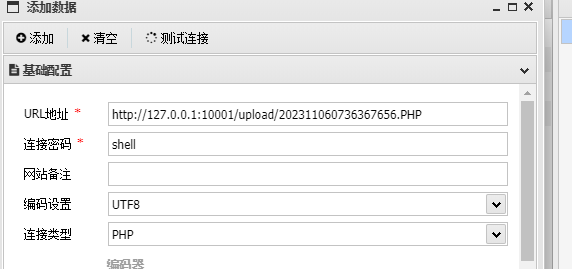 添加数据
添加 清空 测试连接
基础配置
URL地址 * http://127.0.0.1:10001/upload/202311060736367656.PHP
连接密码 * shell
网站备注
编码设置 UTF8
连接类型 PHP
编码器